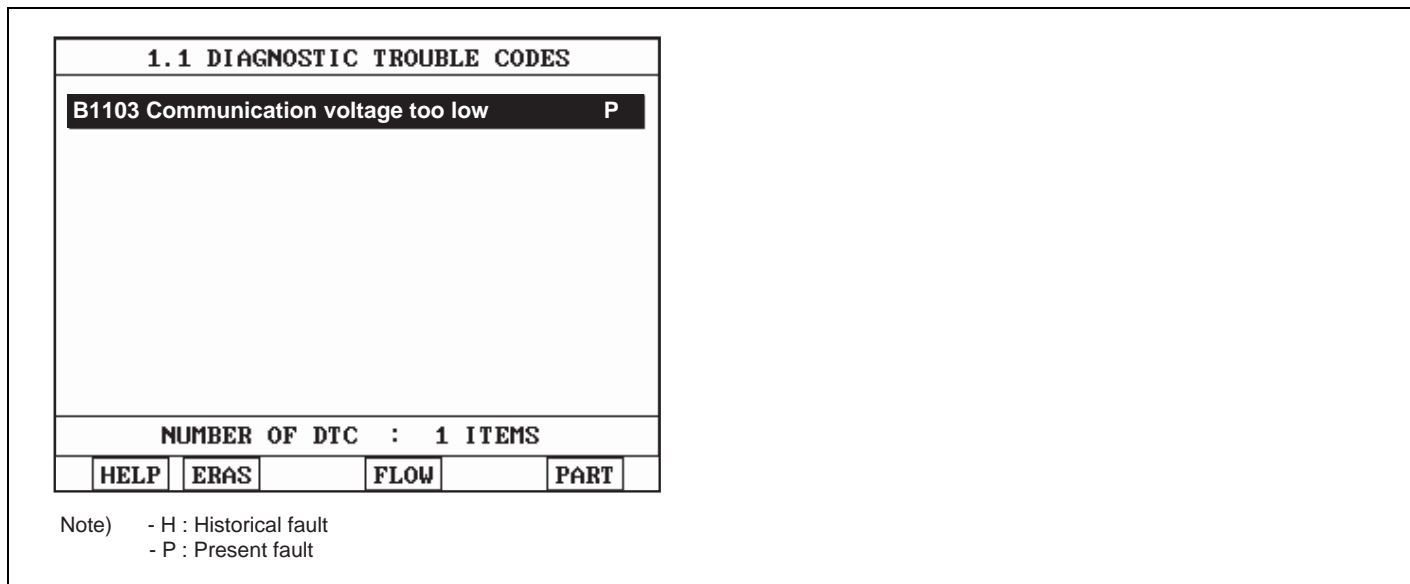 1.1 DIAGNOSTIC TROUBLE CODES
B1103 Communication voltage too low P
NUMBER OF DTC : 1 ITEMS
HELP ERAS FLOW PART
Note) - H : Historical fault
- P : Present fault